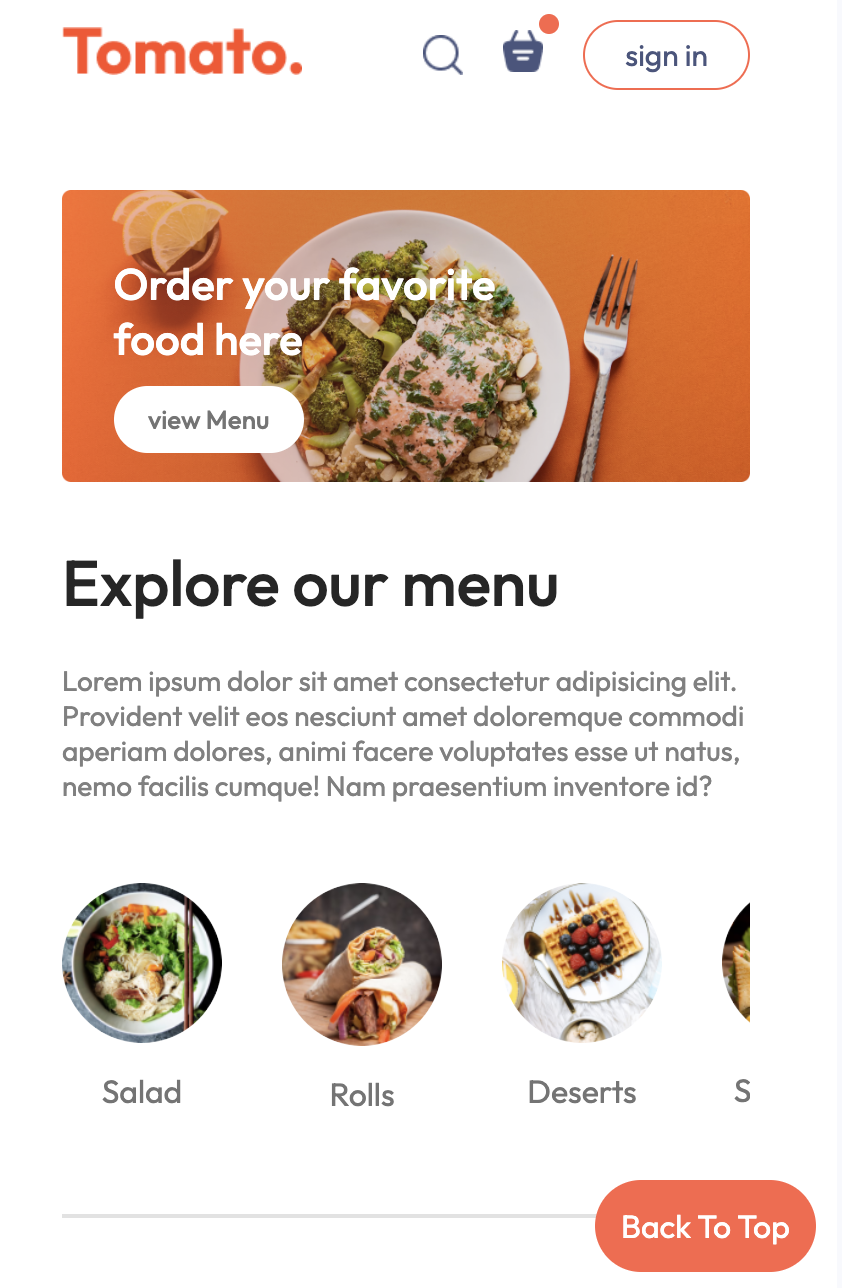 Tomato.
sign in
Order your favorite
food here
view Menu
Explore our menu
Lorem ipsum dolor sit amet consectetur adipisicing elit.
Provident velit eos nesciunt amet doloremque commodi
aperiam dolores, animi facere voluptates esse ut natus,
nemo facilis cumque! Nam praesentium inventore id?
Salad
Rolls
Deserts
S
Back To Top